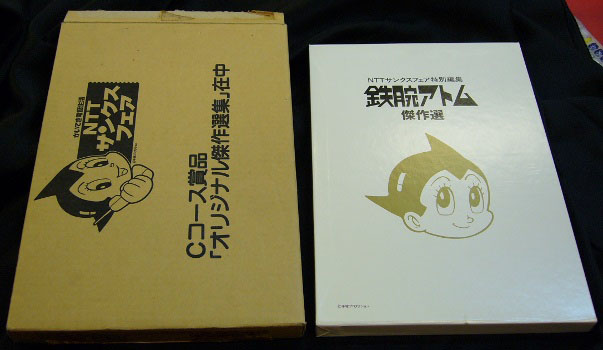 NTT
サンクス
フェア
Cコース賞品
「オリジナル傑作選集」在中
NTTサンクスフェア特別編集
鉄腕アトム
傑作選